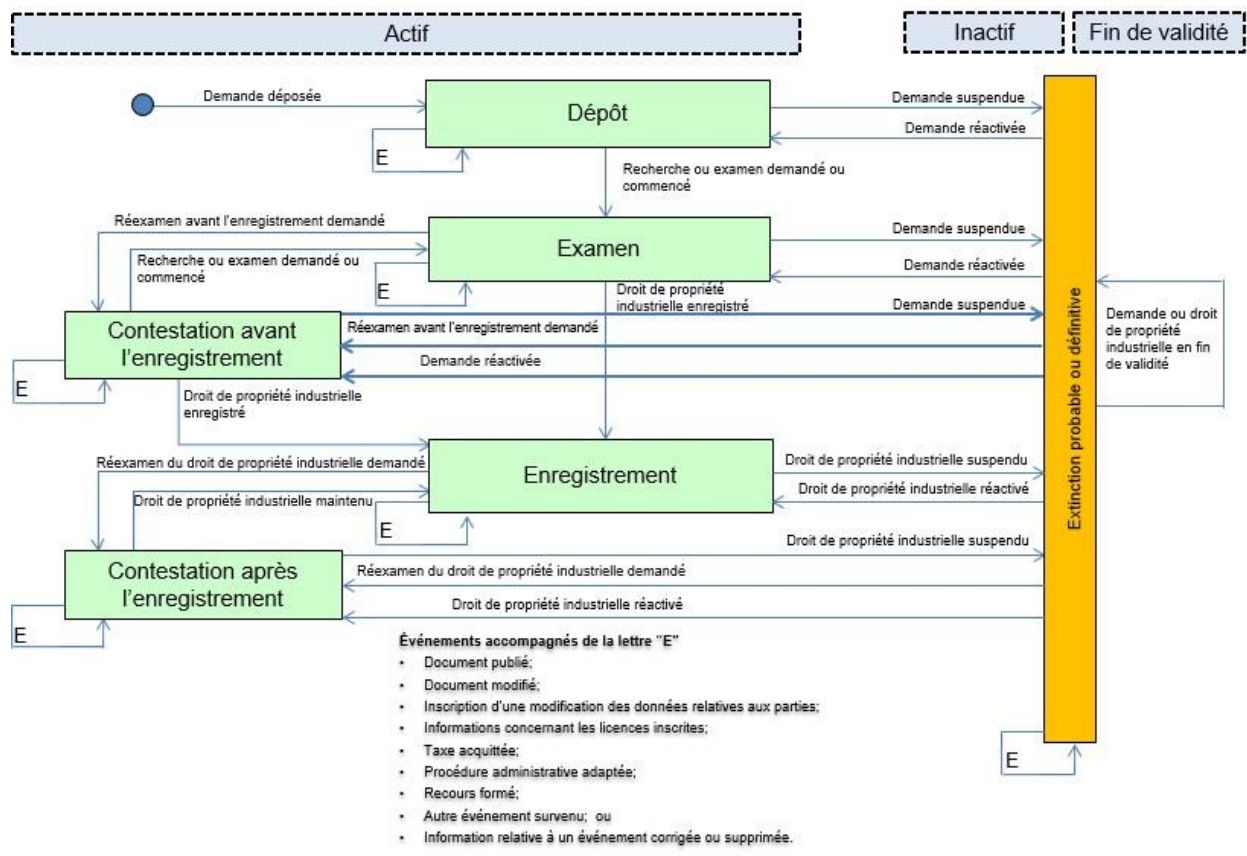 Actif
Inactif
Fin de validité
Demande déposée
Dépôt
Demande suspendue
Demande réactivée
E
Recherche ou examen demandé ou
commencé
Réexamen avant l'enregistrement demandé
Examen
Demande suspendue
Recherche ou examen demandé ou
commencé
Demande réactivée
E
Droit de propriété
industrielle enregistré
Demande suspendue
Contestation avant
l'enregistrement
Réexamen avant l'enregistrement demandé
Demande réactivée
Demande ou droit
de propriété
industrielle en fin
de validité
E
Droit de propriété industrielle
enregistré
Extinction probable ou définitive
Réexamen du droit de propriété industrielle demandé
Enregistrement
Droit de propriété industrielle suspendu
Droit de propriété industrielle maintenu
Droit de propriété industrielle réactivé
E
Droit de propriété industrielle suspendu
Contestation après
l'enregistrement
Réexamen du droit de propriété industrielle demandé
Droit de propriété industrielle réactivé
E
Événements accompagnés de la lettre "E"
• Document publié;
• Document modifié;
• Inscription d'une modification des données relatives aux parties;
• Informations concernant les licences inscrites;
• Taxe acquittée;
• Procédure administrative adaptée;
• Recours formé;
• Autre événement survenu; ou
• Information relative à un événement corrigée ou supprimée.
E